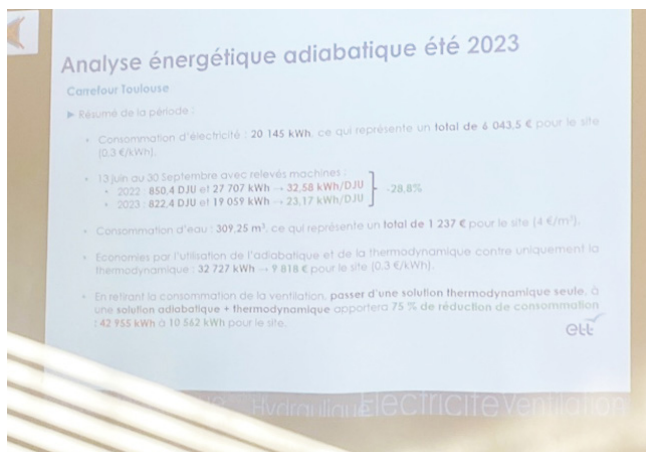 Analyse énergétique adiabatique été 2023
Carrefour Toulouse
► Résumé de la période :
• Consommation d'électricité : 20 145 kWh, ce qui représente un total de 6 043,5 € pour le site
(0,3 €/kWh).
• 13 juin au 30 Septembre avec relevés machines :
• 2022 : 850,4 DJU et 27 707 kWh → 32,58 kWh/DJU
• 2023 : 822,4 DJU et 19 059 kWh → 23,17 kWh/DJU
-28,8%
• Consommation d'eau : 309,25 m³, ce qui représente un total de 1 237 € pour le site (4 €/m³).
• Économies par l'utilisation de l'adiabatique et de la thermodynamique contre uniquement la
thermodynamique : 32 727 kWh → 9 818 € pour le site (0,3 €/kWh).
• En retirant la consommation de la ventilation, passer d'une solution thermodynamique seule, à
une solution adiabatique + thermodynamique apportera 75 % de réduction de consommation
: 42 955 kWh à 10 562 kWh pour le site.
ett
Hydraulique Electricité Ventilation